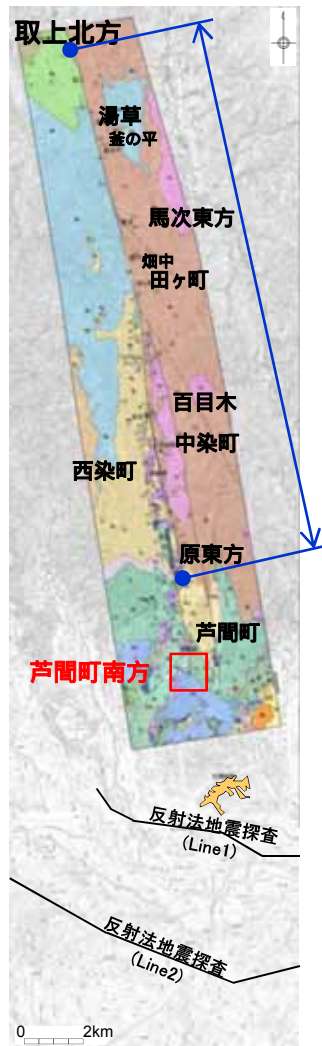 取上北方
湯草
釜の平
馬次東方
畑中
田ヶ町
百目木
中染町
西染町
原東方
芦間町
芦間町南方
反射法地震探査
(Line1)
反射法地震探査
(Line2)
0 2km